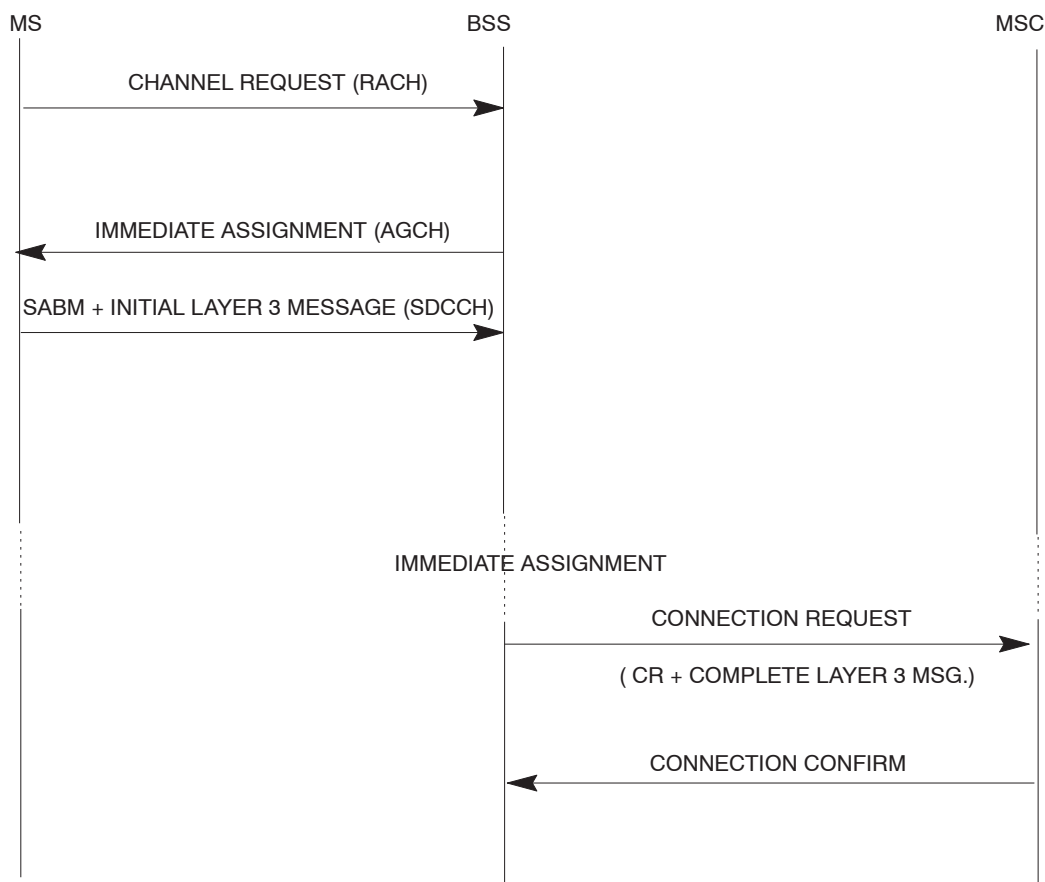 MS BSS MSC
CHANNEL REQUEST (RACH)
IMMEDIATE ASSIGNMENT (AGCH)
SABM + INITIAL LAYER 3 MESSAGE (SDCCH)
IMMEDIATE ASSIGNMENT
CONNECTION REQUEST
( CR + COMPLETE LAYER 3 MSG.)
CONNECTION CONFIRM